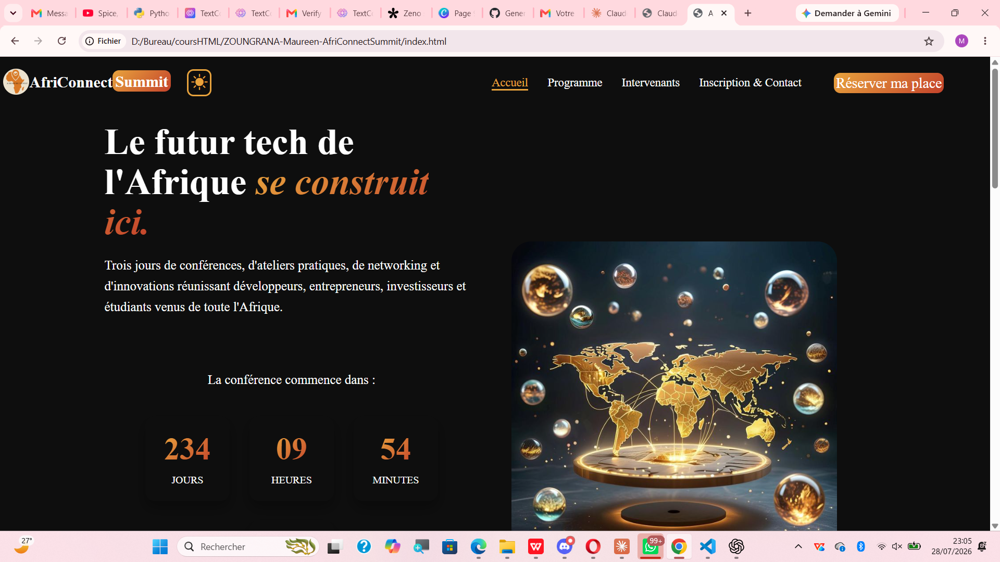 Messa
Spice,
Pytho
TextCo
TextCo
Verify
TextCo
Zeno
Page
Gener
Votre
Claud
Claud
A
Demander à Gemini
Fichier
D:/Bureau/coursHTML/ZOUNGRANA-Maureen-AfriConnectSummit/index.html
M
AfriConnect Summit
Accueil
Programme
Intervenants
Inscription & Contact
Réserver ma place
Le futur tech de
l'Afrique se construit
ici.
Trois jours de conférences, d'ateliers pratiques, de networking et
d'innovations réunissant développeurs, entrepreneurs, investisseurs et
étudiants venus de toute l'Afrique.
La conférence commence dans :
234
JOURS
09
HEURES
54
MINUTES
27°
Rechercher
99+
23:05
28/07/2026